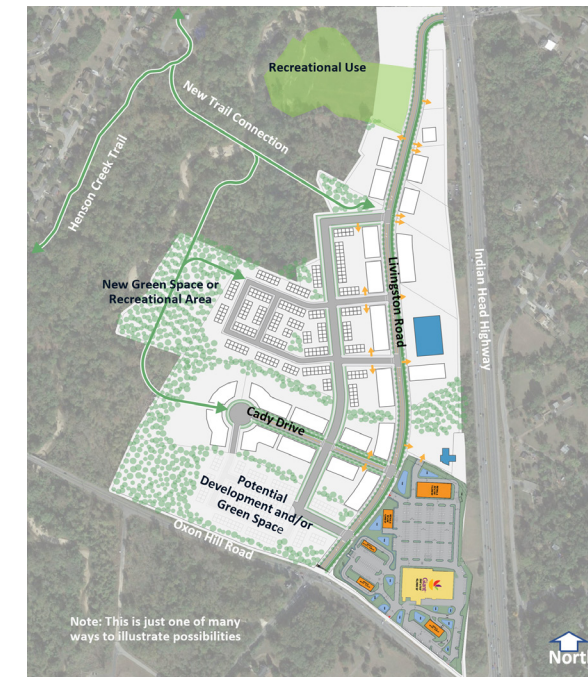 Recreational Use
New Trail Connection
Henson Creek Trail
New Green Space or
Recreational Area
Livingston Road
Indian Head Highway
Cady Drive
Potential
Development and/or
Green Space
Oxon Hill Road
Giant
Note: This is just one of many
ways to illustrate possibilities
North